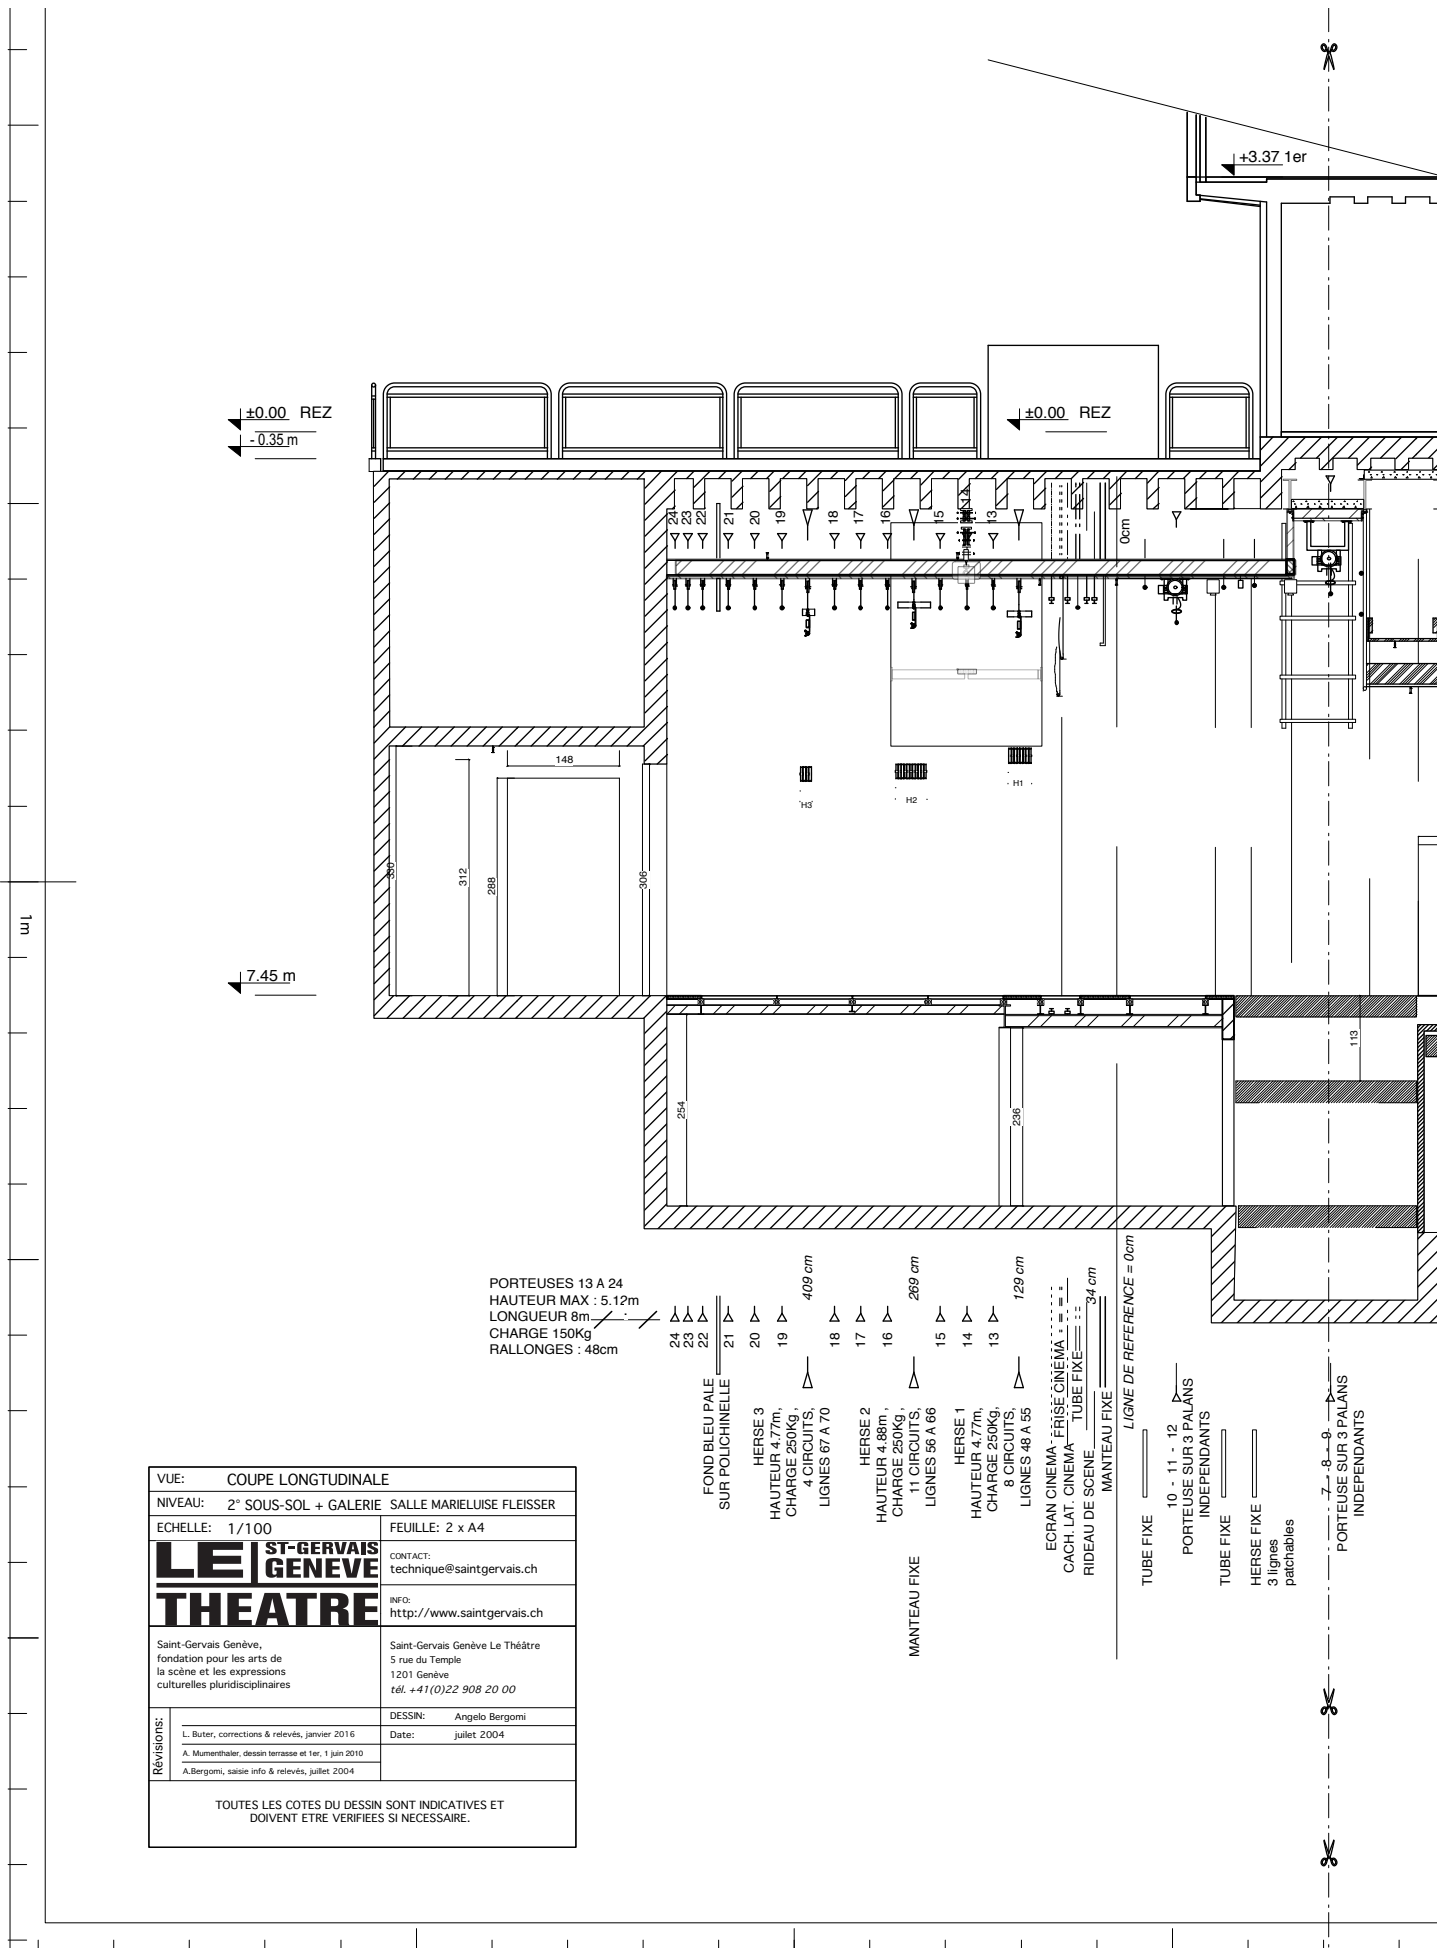 +3.37 1er
±0.00 REZ
- 0.35 m
±0.00 REZ
24
23
22
21
20
19
18
17
16
15
14
13
0cm
148
H3
H2
H1
330
312
288
306
1m
7.45 m
113
254
236
PORTEUSES 13 A 24
HAUTEUR MAX : 5.12m
LONGUEUR 8m
CHARGE 150Kg
RALLONGES : 48cm
24
23
22
21
20
19
409 cm
18
17
16
269 cm
15
14
13
129 cm
34 cm
LIGNE DE REFERENCE = 0cm
FOND BLEU PALE
SUR POLICHINELLE
HERSE 3
HAUTEUR 4.77m,
CHARGE 250Kg,
4 CIRCUITS,
LIGNES 67 A 70
HERSE 2
HAUTEUR 4.88m,
CHARGE 250Kg,
11 CIRCUITS,
LIGNES 56 A 66
MANTEAU FIXE
HERSE 1
HAUTEUR 4.77m,
CHARGE 250Kg,
8 CIRCUITS,
LIGNES 48 A 55
ECRAN CINEMA
FRISE CINEMA
CACH. LAT. CINEMA
TUBE FIXE
RIDEAU DE SCENE
MANTEAU FIXE
TUBE FIXE
10 - 11 - 12
PORTEUSE SUR 3 PALANS
INDEPENDANTS
TUBE FIXE
HERSE FIXE
3 lignes
patchables
7 - 8 - 9
PORTEUSE SUR 3 PALANS
INDEPENDANTS
VUE: COUPE LONGTUDINALE
NIVEAU: 2° SOUS-SOL + GALERIE SALLE MARIELUISE FLEISSER
ECHELLE: 1/100 FEUILLE: 2 x A4
LE ST-GERVAIS
GENEVE
THEATRE
CONTACT:
technique@saintgervais.ch
INFO:
http://www.saintgervais.ch
Saint-Gervais Genève,
fondation pour les arts de
la scène et les expressions
culturelles pluridisciplinaires
Saint-Gervais Genève Le Théâtre
5 rue du Temple
1201 Genève
tél. +41(0)22 908 20 00
Révisions:
DESSIN: Angelo Bergomi
L. Buter, corrections & relevés, janvier 2016
Date: juilet 2004
A. Mumenthaler, dessin terrasse et 1er, 1 juin 2010
A.Bergomi, saisie info & relevés, juillet 2004
TOUTES LES COTES DU DESSIN SONT INDICATIVES ET
DOIVENT ETRE VERIFIEES SI NECESSAIRE.